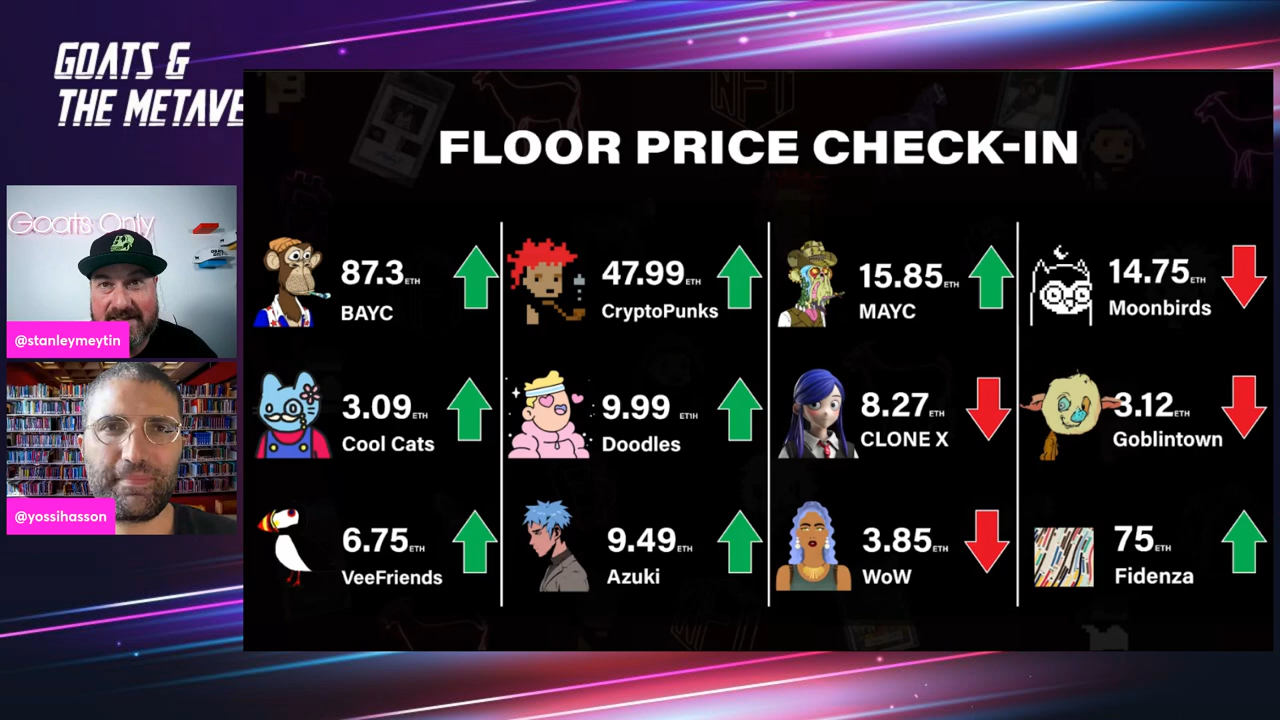 GOATS &
THE METAVE
FLOOR PRICE CHECK-IN
Goats Only
@stanleymeytin
@yossihasson
87.3 ETH
BAYC
47.99 ETH
CryptoPunks
15.85 ETH
MAYC
14.75 ETH
Moonbirds
3.09 ETH
Cool Cats
9.99 ETH
Doodles
8.27 ETH
CLONE X
3.12 ETH
Goblintown
6.75 ETH
VeeFriends
9.49 ETH
Azuki
3.85 ETH
WoW
75 ETH
Fidenza
NFT